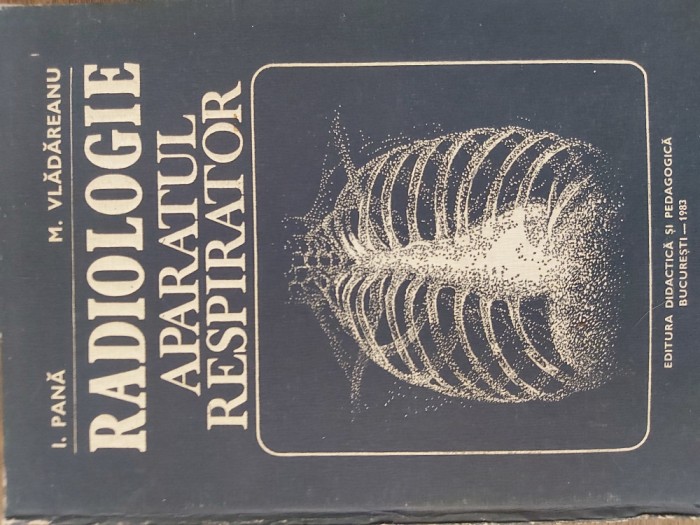 I. PANĂ M. VLĂDĂREANU
RADIOLOGIE
APARATUL
RESPIRATOR
EDITURA DIDACTICĂ ȘI PEDAGOGICĂ
BUCUREȘTI — 1983